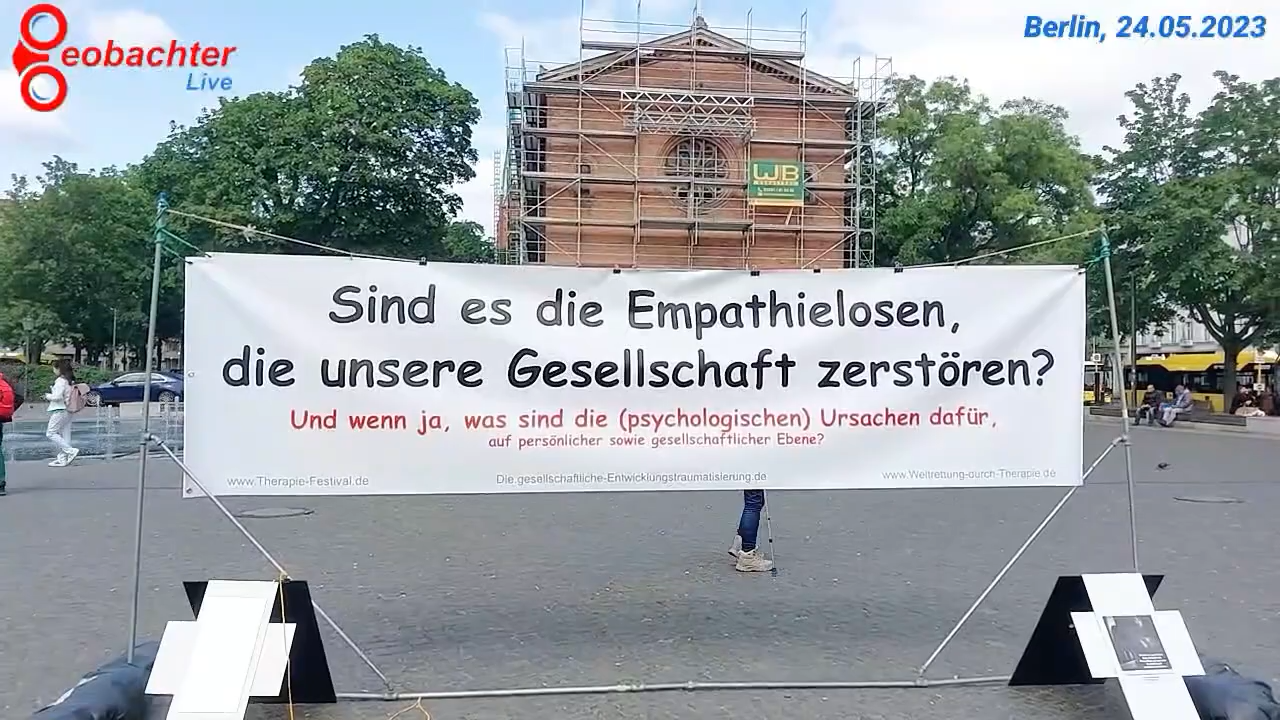 Beobachter
Live
Berlin, 24.05.2023
WB
Sind es die Empathielosen,
die unsere Gesellschaft zerstören?
Und wenn ja, was sind die (psychologischen) Ursachen dafür,
auf persönlicher sowie gesellschaftlicher Ebene?
www.Therapie-Festival.de
Die.gesellschaftliche-Entwicklungstraumatisierung.de
www.Weltrettung-durch-Therapie.de